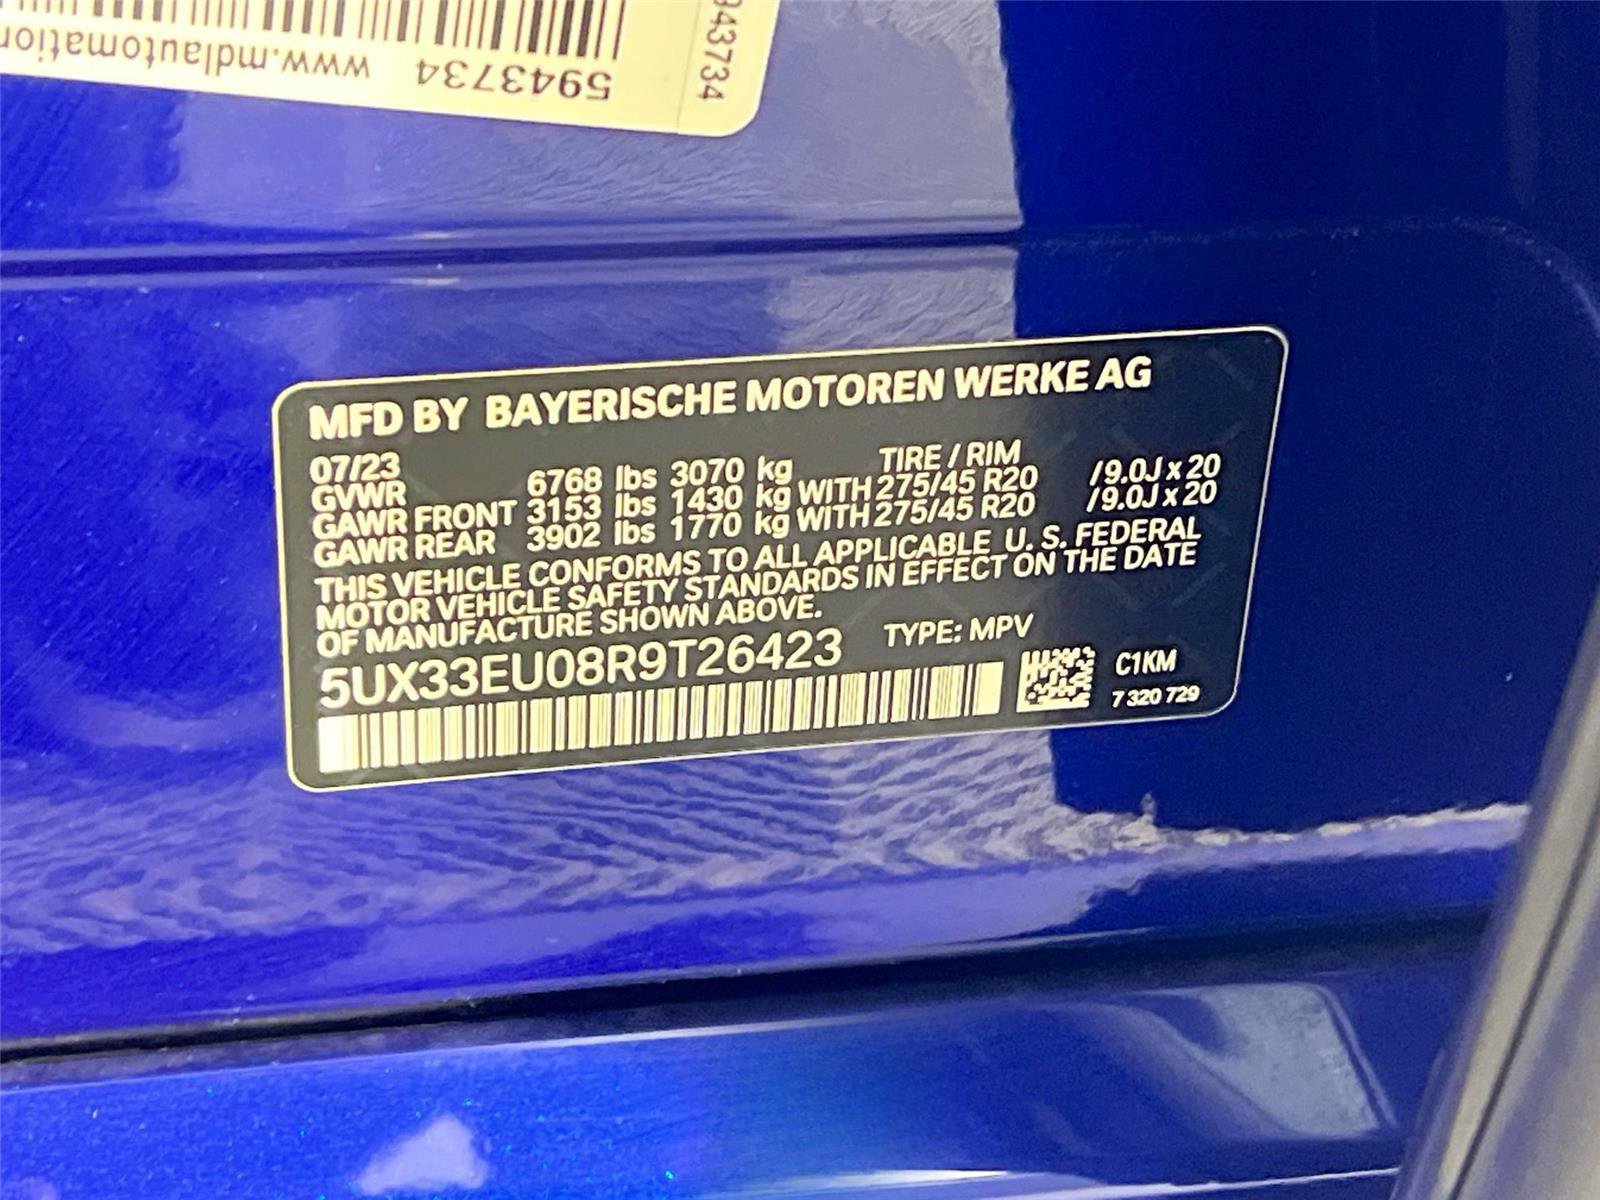 www.mdlautomation
5943734
943734
MFD BY BAYERISCHE MOTOREN WERKE AG
07/23 TIRE / RIM
GVWR 6768 lbs 3070 kg
GAWR FRONT 3153 lbs 1430 kg WITH 275/45 R20 /9.0J x 20
GAWR REAR 3902 lbs 1770 kg WITH 275/45 R20 /9.0J x 20
THIS VEHICLE CONFORMS TO ALL APPLICABLE U. S. FEDERAL
MOTOR VEHICLE SAFETY STANDARDS IN EFFECT ON THE DATE
OF MANUFACTURE SHOWN ABOVE.
5UX33EU08R9T26423 TYPE: MPV
C1KM
7 320 729